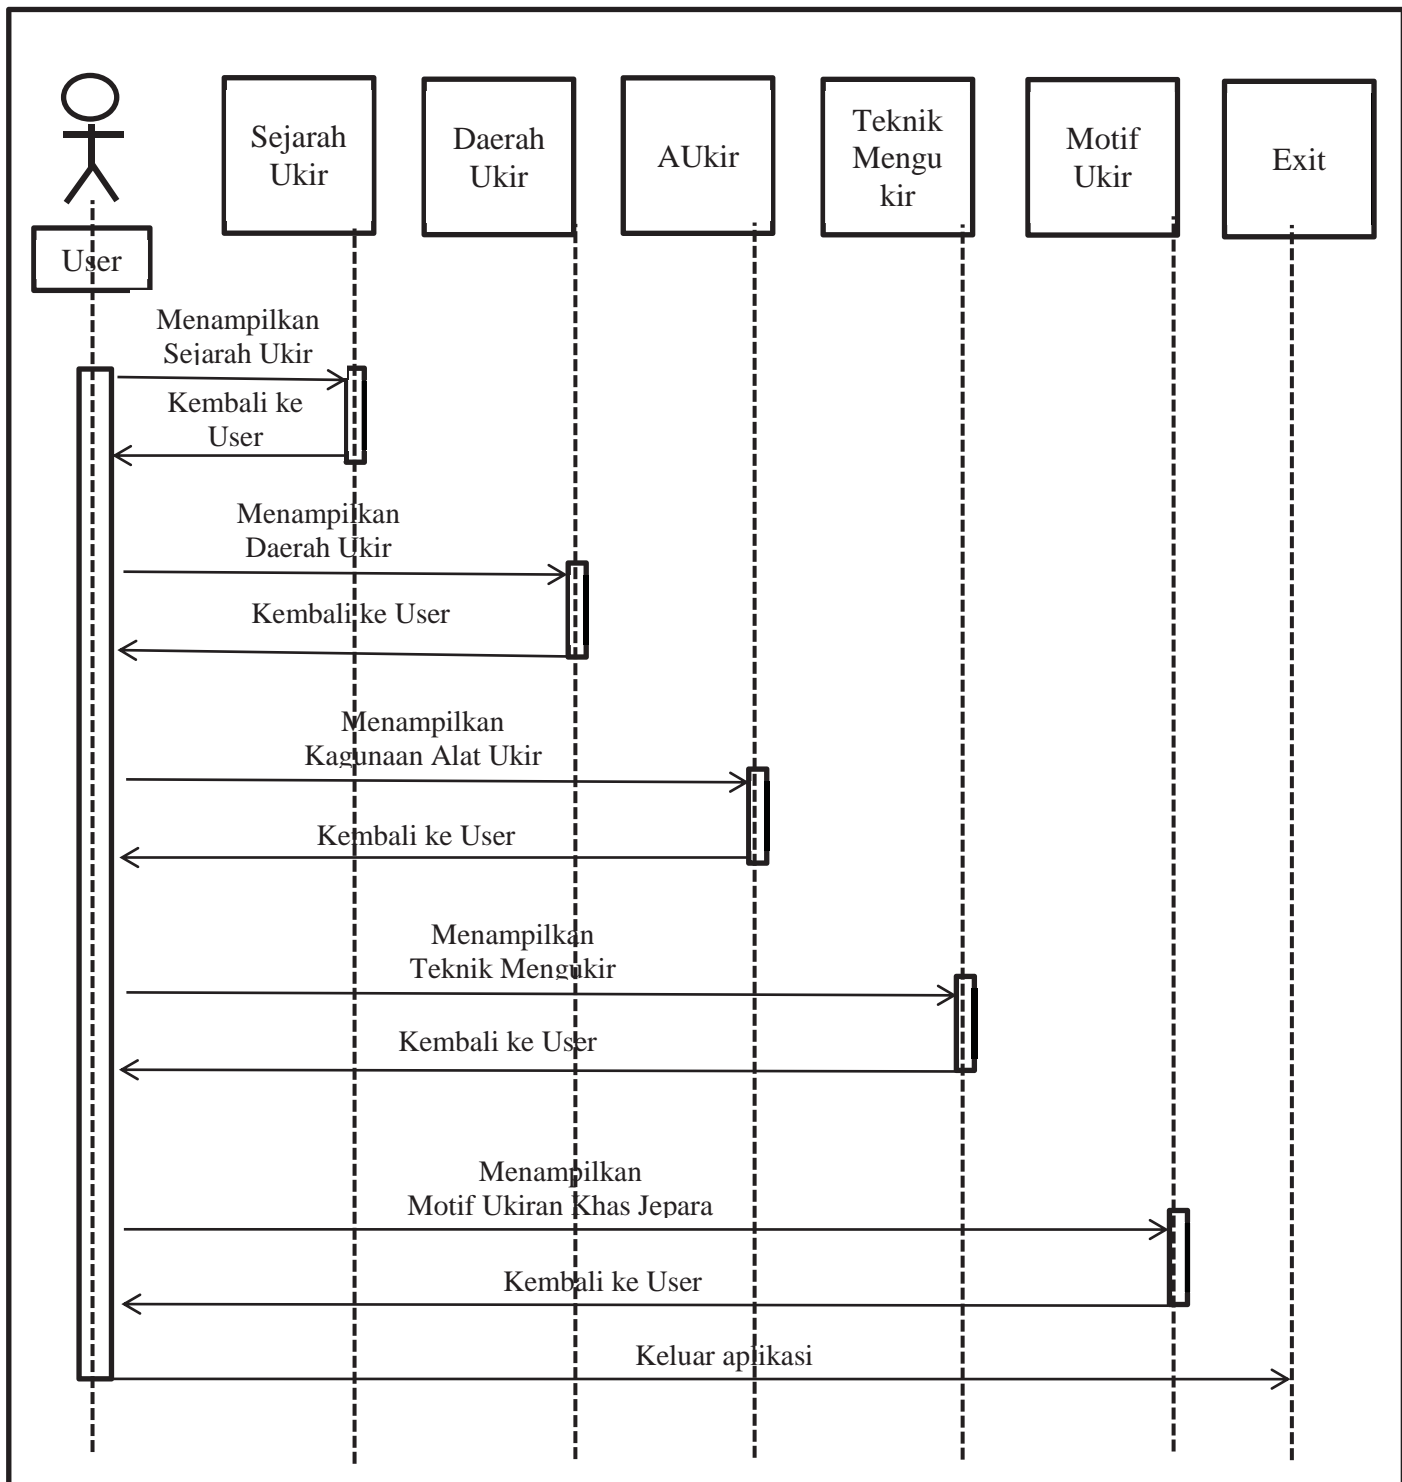 Sejarah
Ukir
Daerah
Ukir
AUkir
Teknik
Mengu
kir
Motif
Ukir
Exit
User
Menampilkan
Sejarah Ukir
Kembali ke
User
Menampilkan
Daerah Ukir
Kembali ke User
Menampilkan
Kagunaan Alat Ukir
Kembali ke User
Menampilkan
Teknik Mengukir
Kembali ke User
Menampilkan
Motif Ukiran Khas Jepara
Kembali ke User
Keluar aplikasi